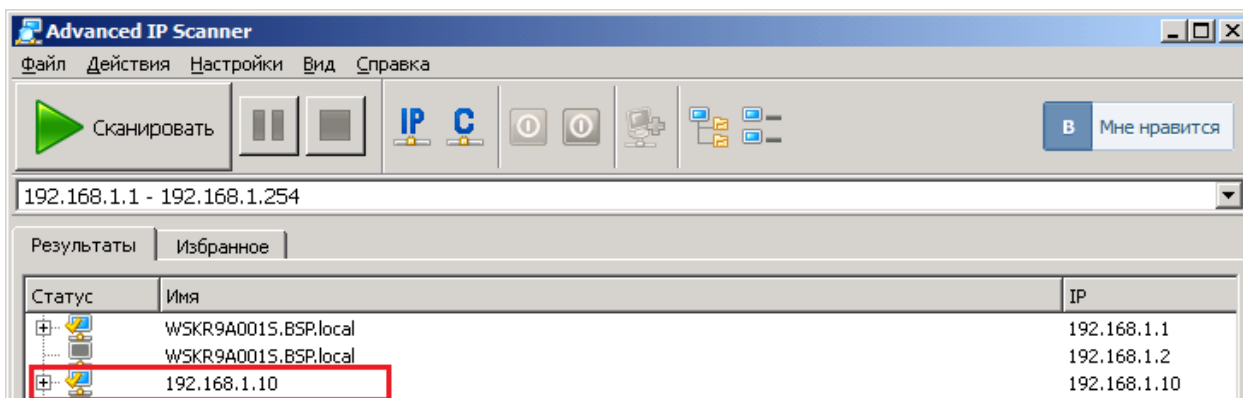 Advanced IP Scanner
Файл Действия Настройки Вид Справка
Сканировать IP C В Мне нравится
192.168.1.1 - 192.168.1.254
Результаты Избранное
Статус Имя IP
WSKR9A001S.BSP.local 192.168.1.1
WSKR9A001S.BSP.local 192.168.1.2
192.168.1.10 192.168.1.10